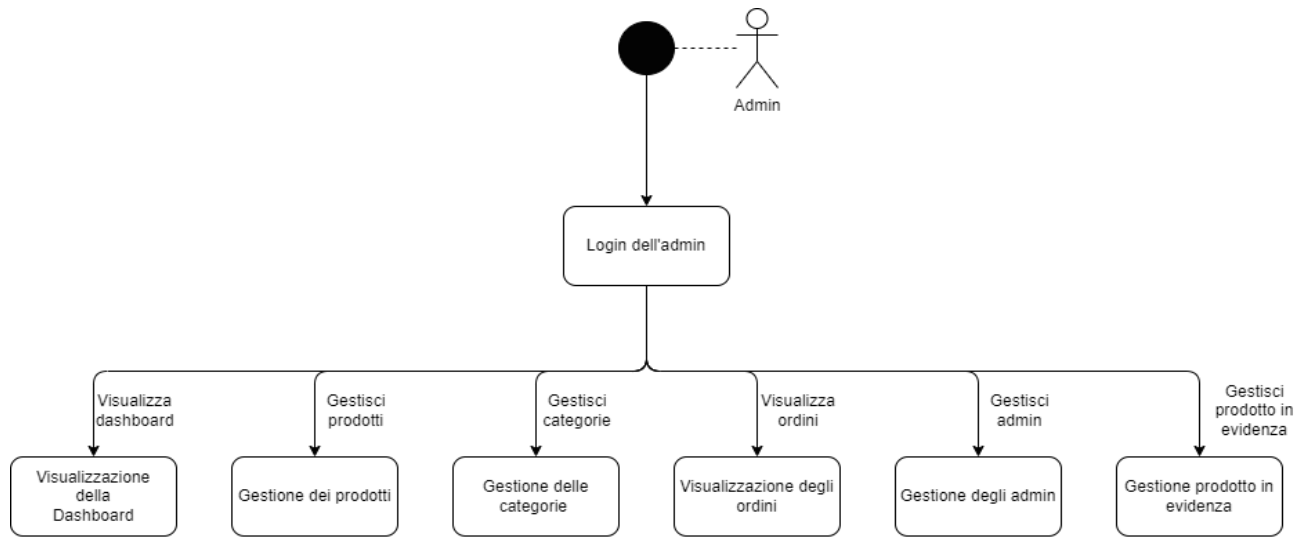 Admin
Login dell'admin
Visualizza
dashboard
Gestisci
prodotti
Gestisci
categorie
Visualizza
ordini
Gestisci
admin
Gestisci
prodotto in
evidenza
Visualizzazione
della
Dashboard
Gestione dei prodotti
Gestione delle
categorie
Visualizzazione degli
ordini
Gestione degli admin
Gestione prodotto in
evidenza